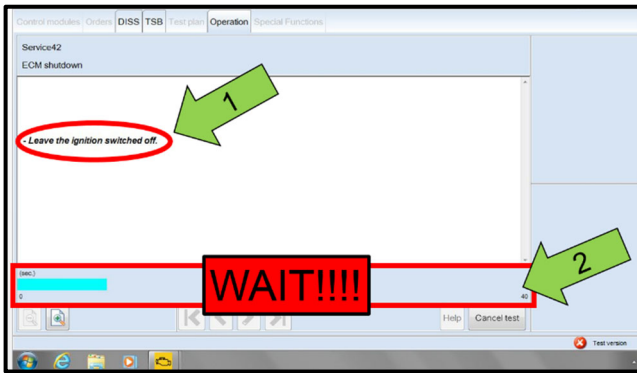 Control modules Orders DISS TSB Test plan Operation Special Functions
Service42
ECM shutdown
1
- Leave the ignition switched off.
2
(sec.)
WAIT!!!!
0 40
Help Cancel test
Test version